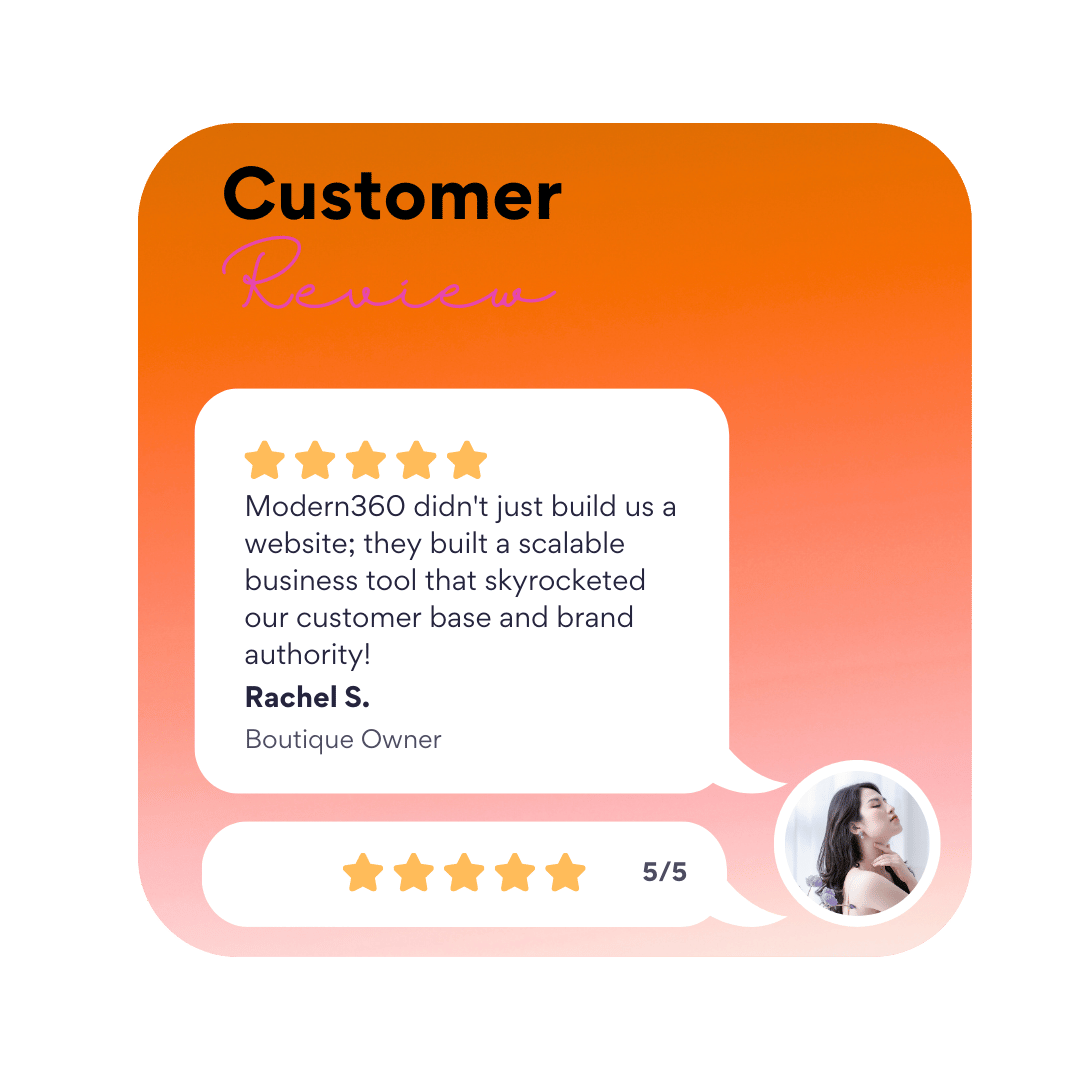 Customer
Review
Modern360 didn't just build us a
website; they built a scalable
business tool that skyrocketed
our customer base and brand
authority!
Rachel S.
Boutique Owner
5/5